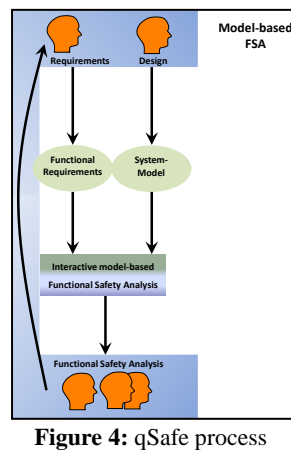 Model-based
FSA
Requirements
Design
Functional
Requirements
System-
Model
Interactive model-based
Functional Safety Analysis
Functional Safety Analysis
Figure 4: qSafe process